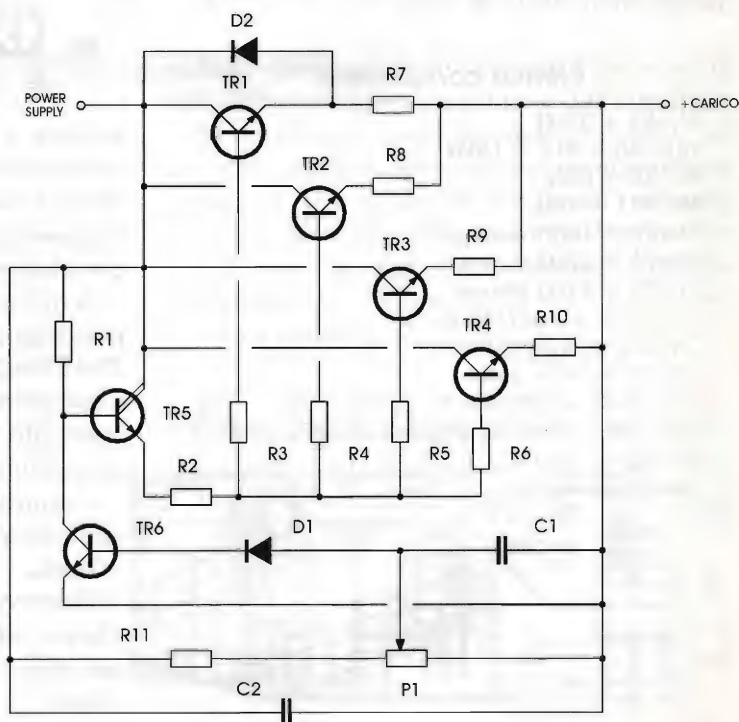 D2
TR1
R7
POWER
SUPPLY
+CARICO
TR2
R8
TR3
R9
TR4
R10
R1
TR5
R3
R4
R5
R6
R2
TR6
D1
C1
R11
P1
C2